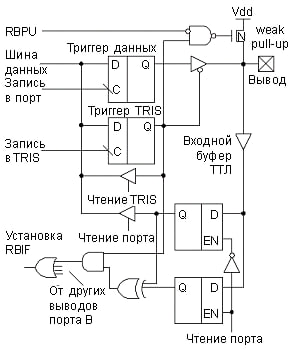 Vdd
RBPU
weak
pull-up
Шина
данных
Триггер данных
D Q
C
Вывод
Запись
в порт
Триггер TRIS
D Q
C
Запись
в TRIS
Входной
буфер
ТТЛ
Чтение TRIS
Чтение порта
Q D
EN
Установка
RBIF
Q D
EN
От других
выводов
порта B
Чтение порта